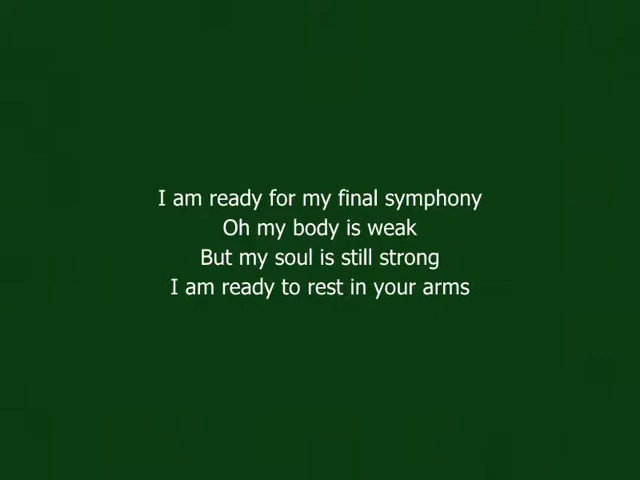 I am ready for my final symphony
Oh my body is weak
But my soul is still strong
I am ready to rest in your arms